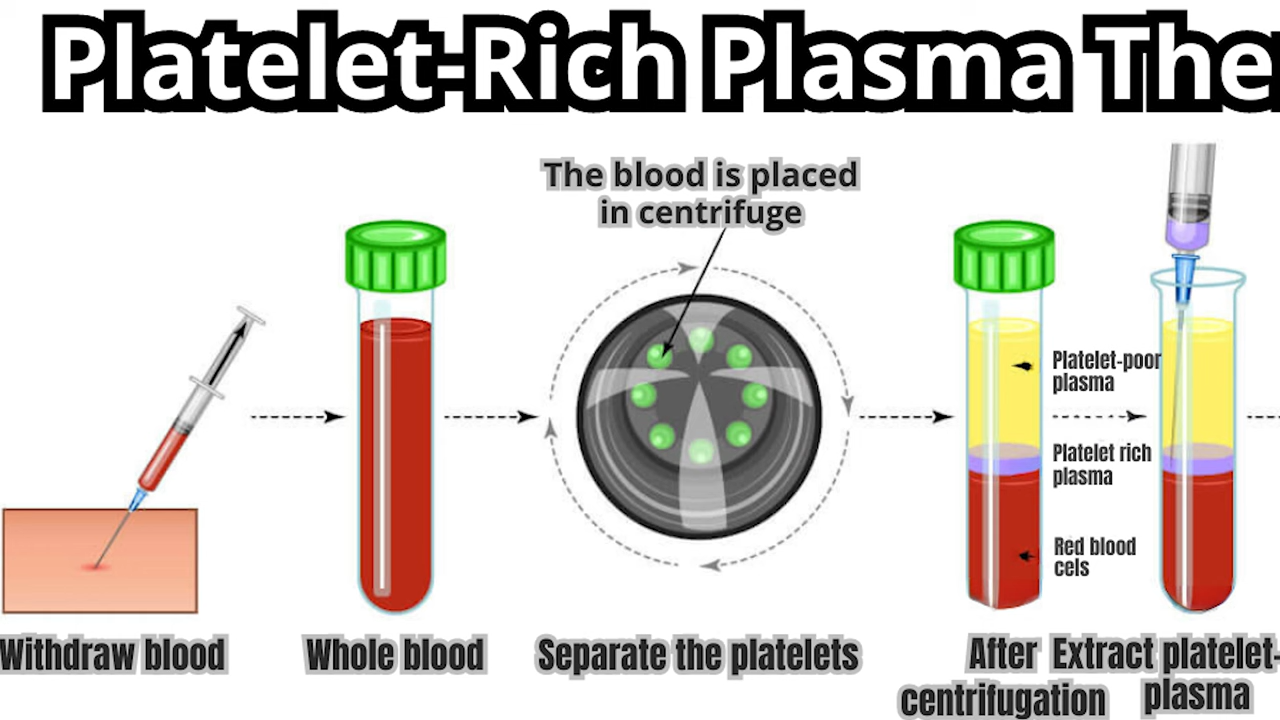 Platelet-Rich Plasma The
The blood is placed
in centrifuge
Platelet-poor
plasma
Platelet rich
plasma
Red blood
cels
Withdraw blood
Whole blood
Separate the platelets
After
centrifugation
Extract platelet-
plasma